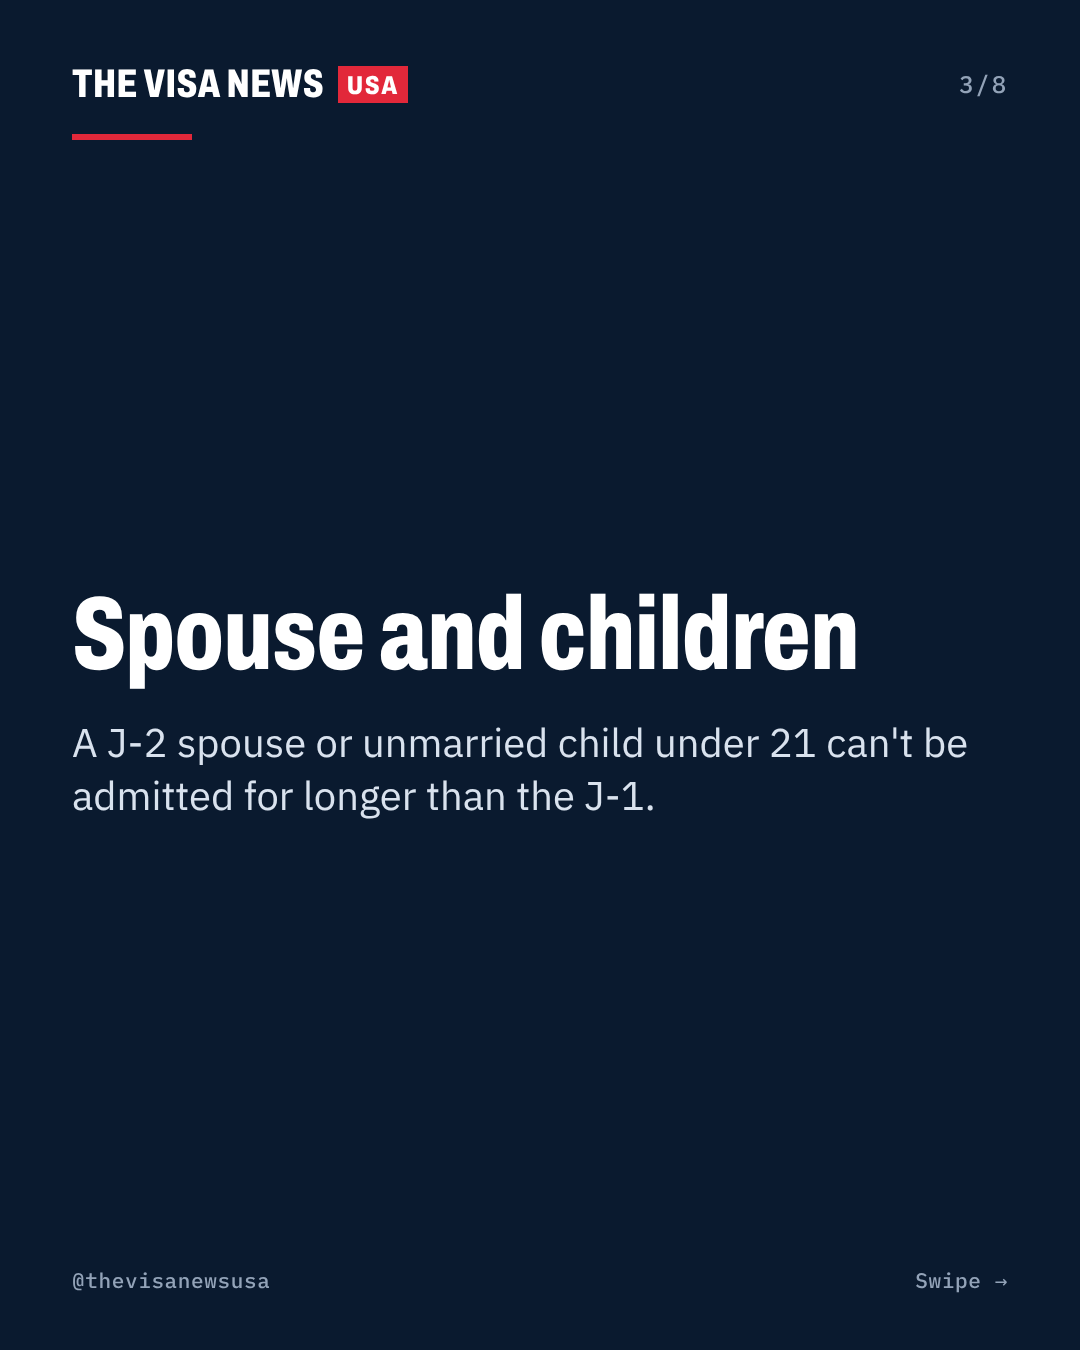 THE VISA NEWS USA
3/8
Spouse and children
A J-2 spouse or unmarried child under 21 can't be
admitted for longer than the J-1.
@thevisanewsusa
Swipe →